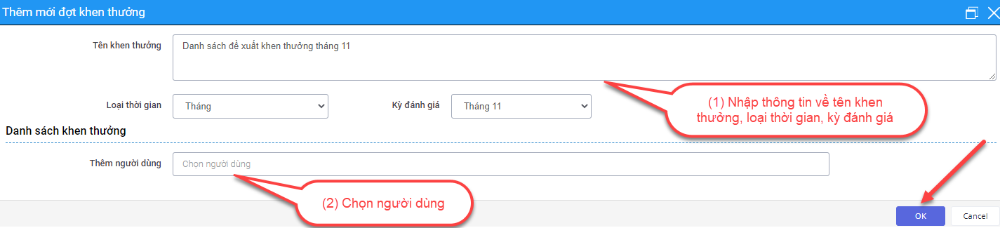 Thêm mới đợt khen thưởng
Tên khen thưởng
Danh sách đề xuất khen thưởng tháng 11
(1) Nhập thông tin về tên khen
thưởng, loại thời gian, kỳ đánh giá
Loại thời gian
Tháng
Kỳ đánh giá
Tháng 11
Danh sách khen thưởng
Thêm người dùng
Chọn người dùng
(2) Chọn người dùng
OK
Cancel